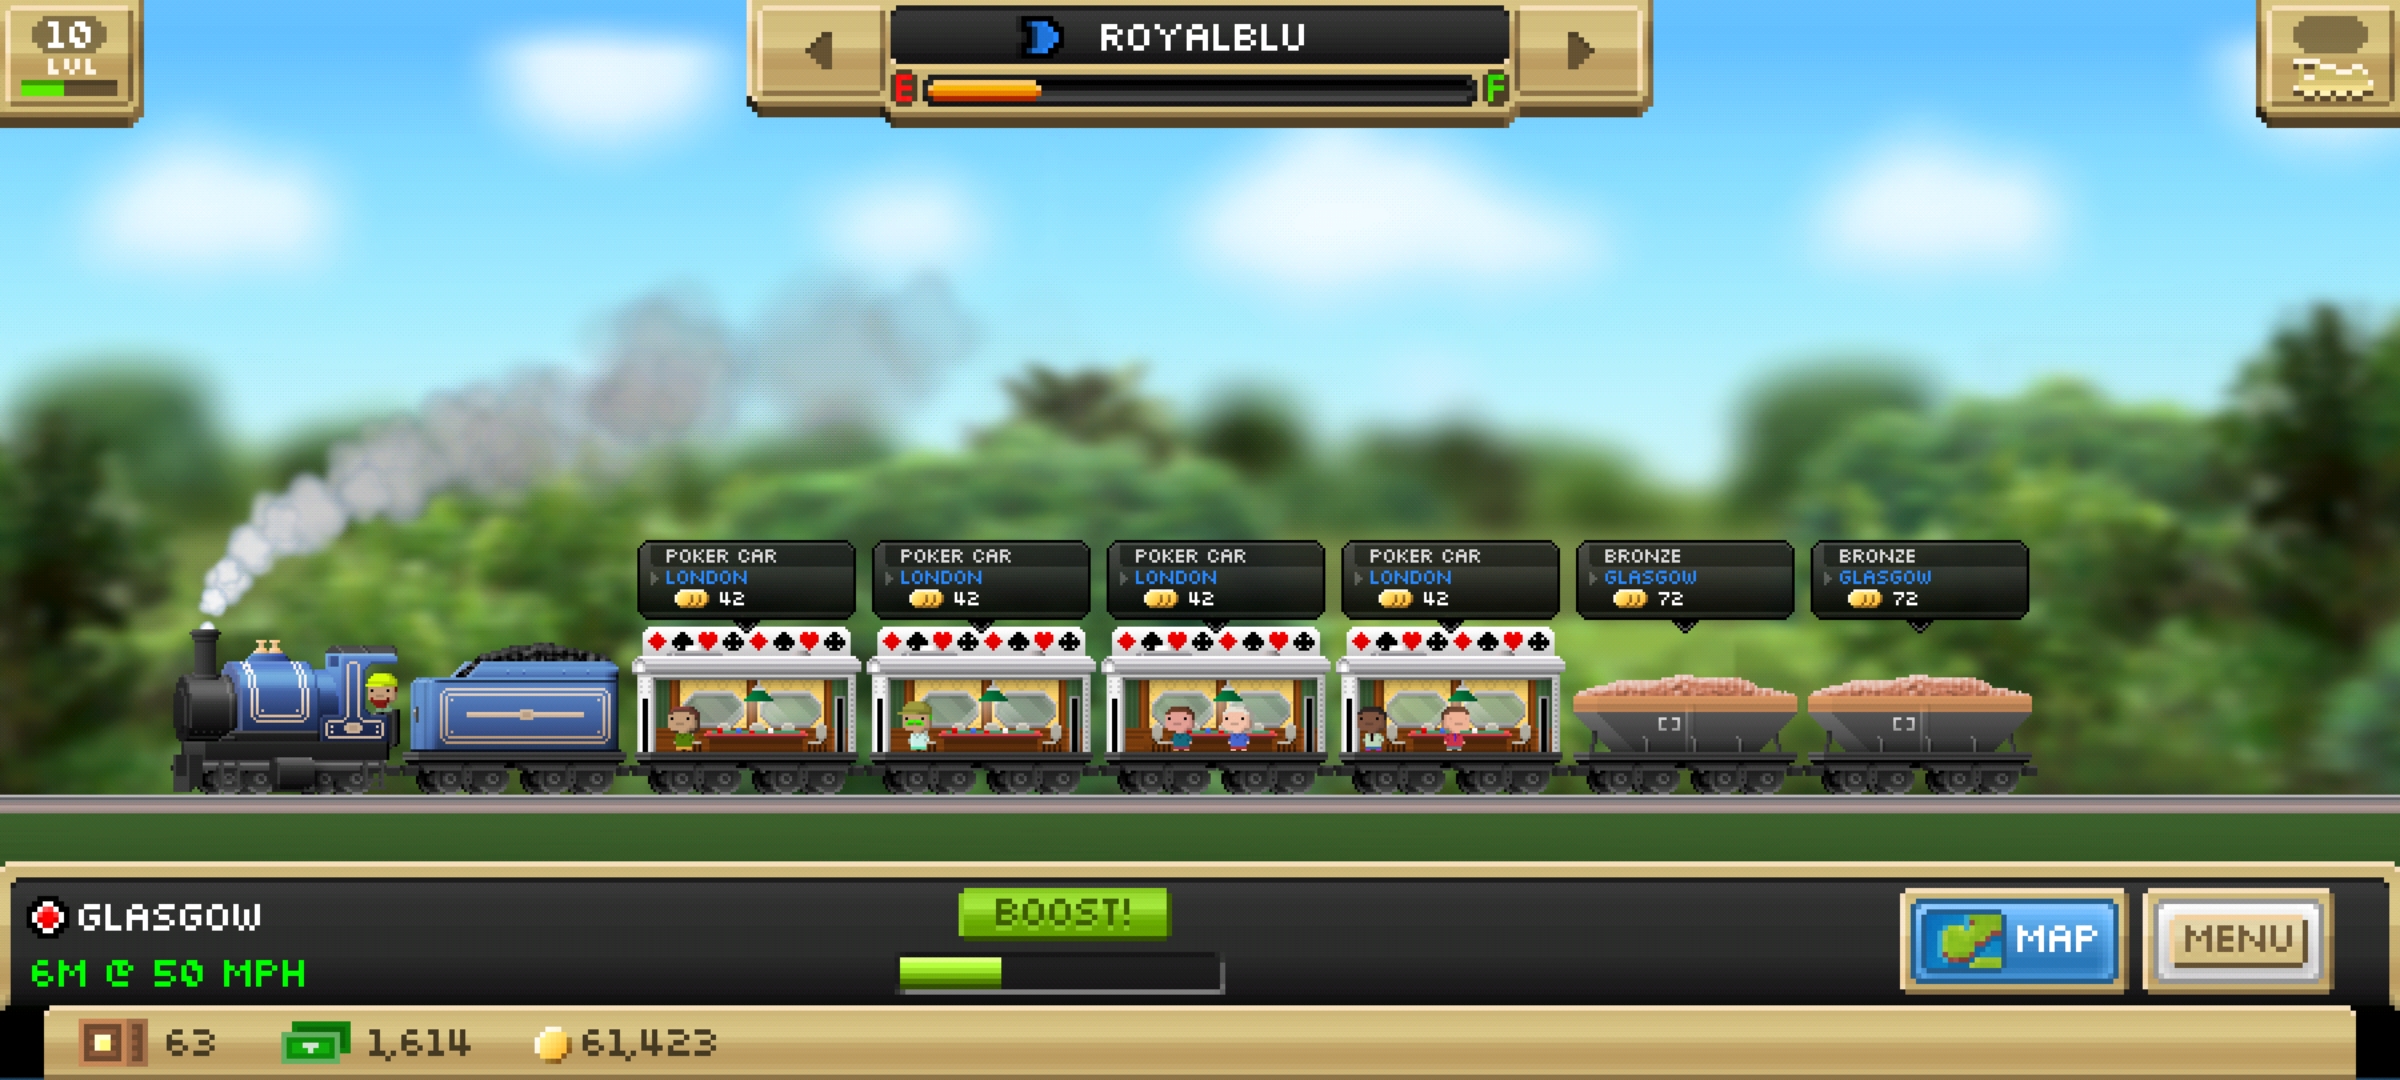 10
LVL
ROYALBLU
E F
POKER CAR
LONDON
42
POKER CAR
LONDON
42
POKER CAR
LONDON
42
POKER CAR
LONDON
42
BRONZE
GLASGOW
72
BRONZE
GLASGOW
72
GLASGOW
6M @ 50 MPH
BOOST!
MAP
MENU
63
1,614
61,423